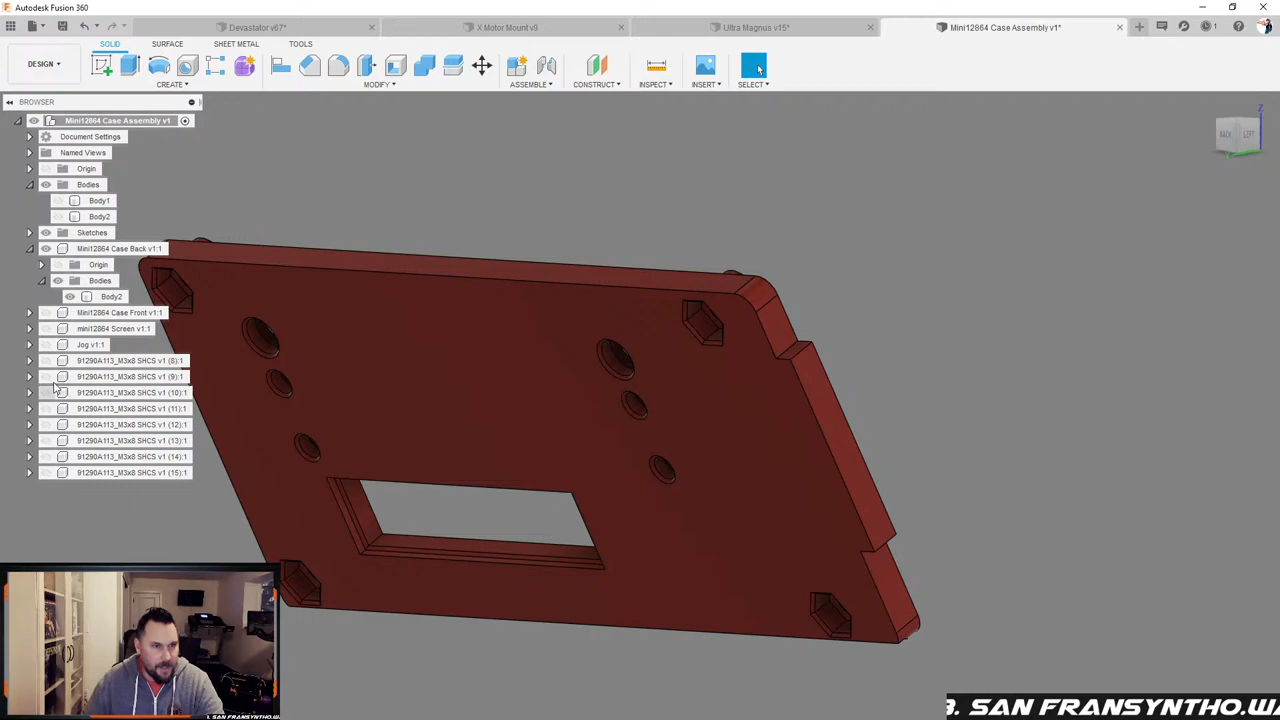 Autodesk Fusion 360
Devastator v67*
X Motor Mount v9
Ultra Magnus v15*
Mini12864 Case Assembly v1*
1
DESIGN
SOLID
SURFACE
SHEET METAL
TOOLS
CREATE
MODIFY
ASSEMBLE
CONSTRUCT
INSPECT
INSERT
SELECT
BROWSER
Mini12864 Case Assembly v1
Document Settings
Named Views
Origin
Bodies
Body1
Body2
Sketches
Mini12864 Case Back v1:1
Origin
Bodies
Body2
Mini12864 Case Front v1:1
mini12864 Screen v1:1
Jog v1:1
91290A113_M3x8 SHCS v1 (8):1
91290A113_M3x8 SHCS v1 (9):1
91290A113_M3x8 SHCS v1 (10):1
91290A113_M3x8 SHCS v1 (11):1
91290A113_M3x8 SHCS v1 (12):1
91290A113_M3x8 SHCS v1 (13):1
91290A113_M3x8 SHCS v1 (14):1
91290A113_M3x8 SHCS v1 (15):1
Z
BACK
LEFT
3. SAN FRANSYNTHO.W